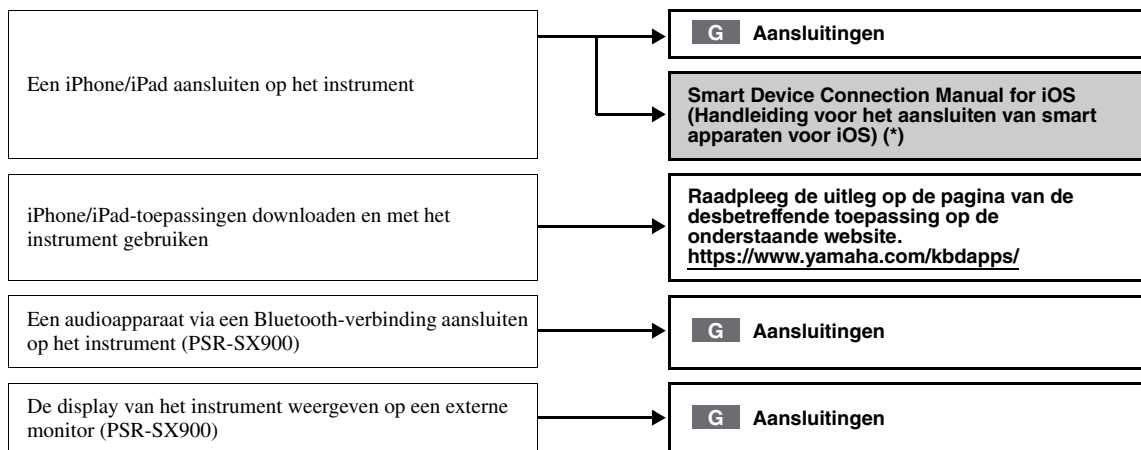 Een iPhone/iPad aansluiten op het instrument
G Aansluitingen
Smart Device Connection Manual for iOS
(Handleiding voor het aansluiten van smart
apparaten voor iOS) (*)
iPhone/iPad-toepassingen downloaden en met het
instrument gebruiken
Raadpleeg de uitleg op de pagina van de
desbetreffende toepassing op de
onderstaande website.
https://www.yamaha.com/kbdapps/
Een audioapparaat via een Bluetooth-verbinding aansluiten
op het instrument (PSR-SX900)
G Aansluitingen
De display van het instrument weergeven op een externe
monitor (PSR-SX900)
G Aansluitingen